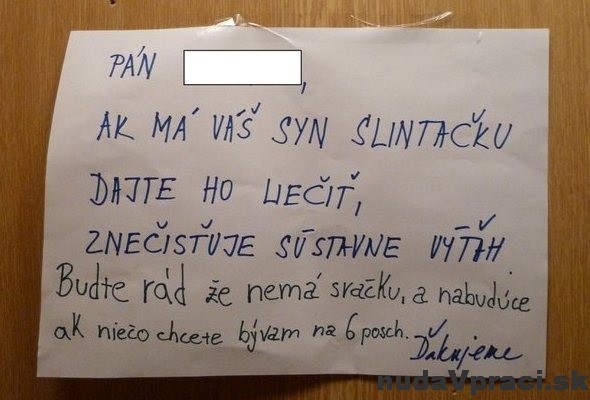 PÁN ,
AK MÁ VÁŠ SYN SLINTAČKU
DAJTE HO LIEČIŤ,
ZNEČISŤUJE SÚSTAVNE VÝŤAH
Buďte rád že nemá sračku, a nabudúce
ak niečo chcete bývam na 6 posch.
Ďakujeme
nudaVpraci.sk